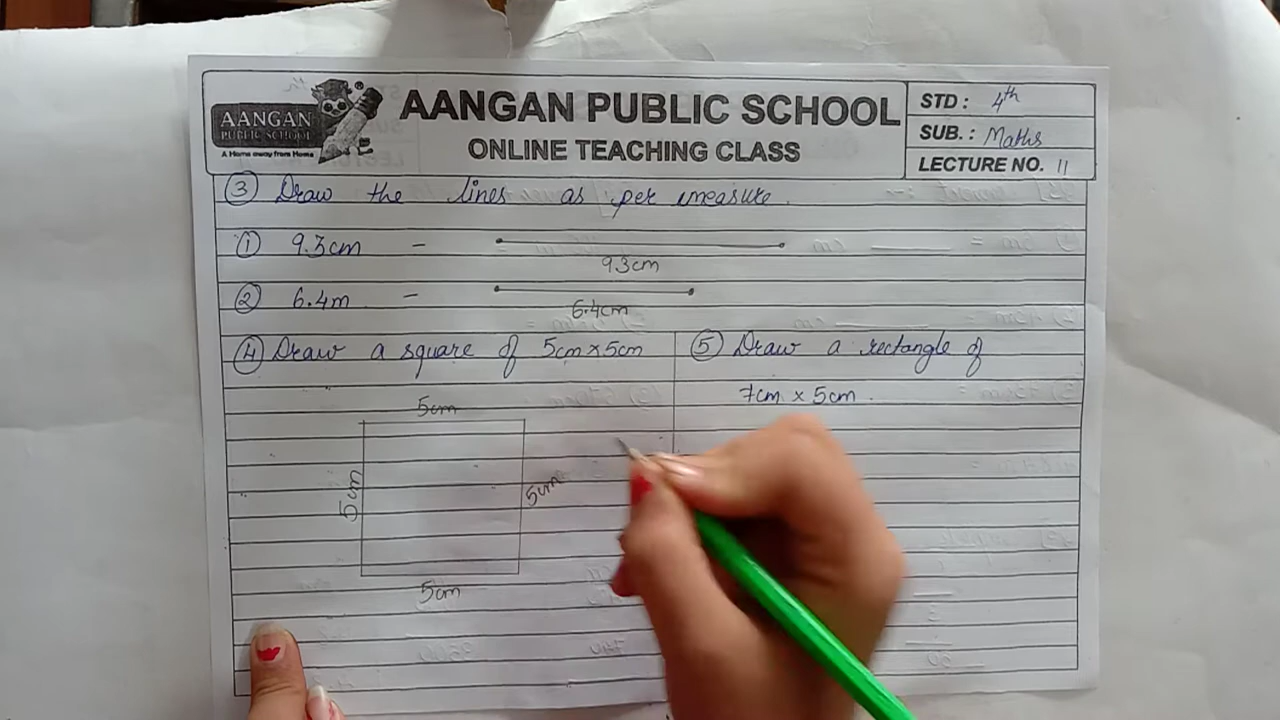 AANGAN
PUBLIC SCHOOL
A Home away from Home
AANGAN PUBLIC SCHOOL
ONLINE TEACHING CLASS
STD : 4th
SUB. : Maths
LECTURE NO. 11
③ Draw the lines as per measure.
① 9.3cm -
9.3cm
② 6.4m -
6.4cm
④ Draw a square of 5cm x 5cm
5cm
5cm
5cm
5cm
⑤ Draw a rectangle of
7cm x 5cm.